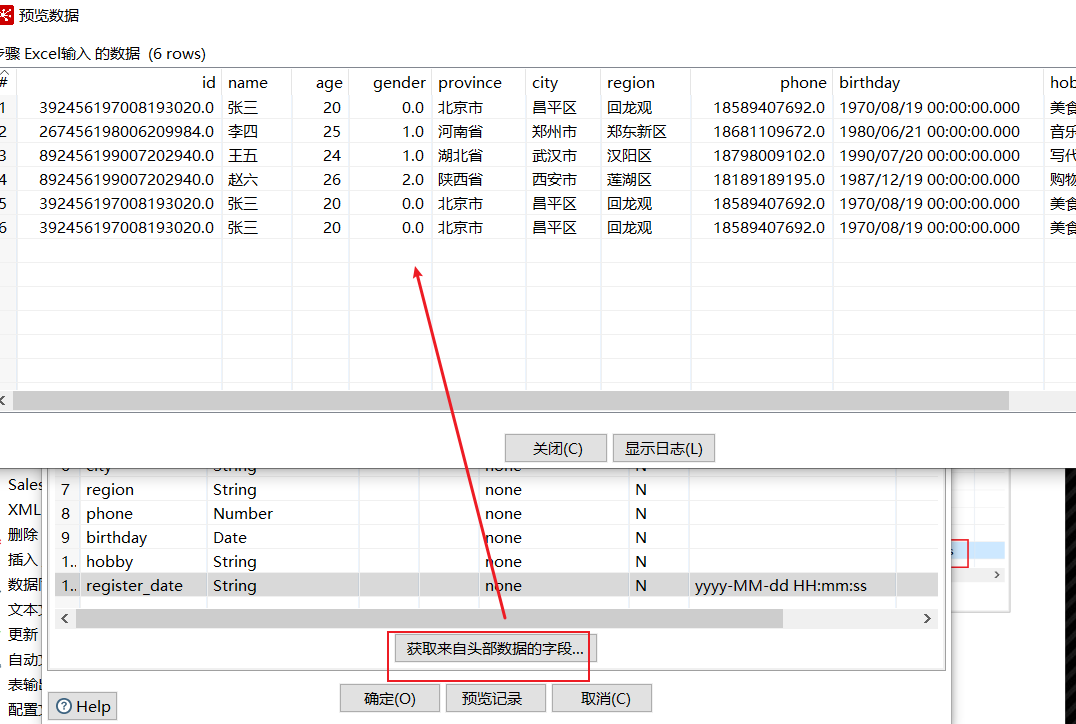 预览数据
步骤 Excel输入 的数据 (6 rows)
# id name age gender province city region phone birthday
1 392456197008193020.0 张三 20 0.0 北京市 昌平区 回龙观 18589407692.0 1970/08/19 00:00:00.000 美食
2 267456198006209984.0 李四 25 1.0 河南省 郑州市 郑东新区 18681109672.0 1980/06/21 00:00:00.000 音乐
3 892456199007202940.0 王五 24 1.0 湖北省 武汉市 汉阳区 18798009102.0 1990/07/20 00:00:00.000 写代
4 892456199007202940.0 赵六 26 2.0 陕西省 西安市 莲湖区 18189189195.0 1987/12/19 00:00:00.000 购物
5 392456197008193020.0 张三 20 0.0 北京市 昌平区 回龙观 18589407692.0 1970/08/19 00:00:00.000 美食
6 392456197008193020.0 张三 20 0.0 北京市 昌平区 回龙观 18589407692.0 1970/08/19 00:00:00.000 美食
关闭(C) 显示日志(L)
6 city String none N
7 region String none N
8 phone Number none N
9 birthday Date none N
1.. hobby String none N
1.. register_date String none N yyyy-MM-dd HH:mm:ss
获取来自头部数据的字段...
确定(O) 预览记录 取消(C)
Help
Sales
XML
删除
插入
数据
文本
更新
自动
表输
配置